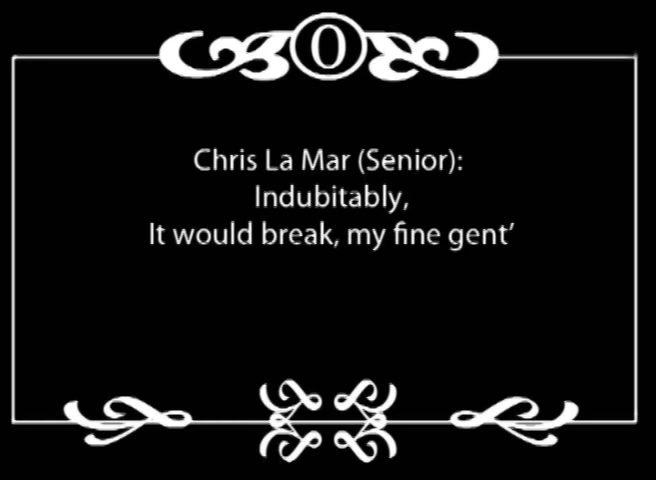 0
Chris La Mar (Senior):
Indubitably,
It would break, my fine gent’